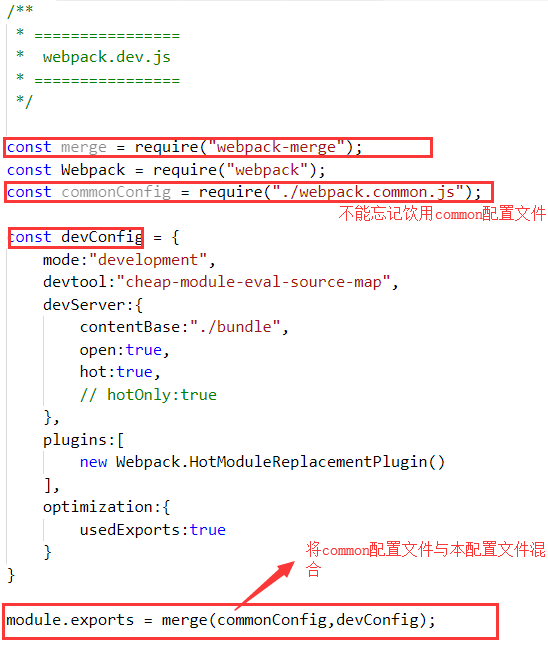 /**
 * ================
 *  webpack.dev.js
 * ================
 */
const merge = require("webpack-merge");
const Webpack = require("webpack");
const commonConfig = require("./webpack.common.js");
不能忘记饮用common配置文件
const devConfig = {
    mode:"development",
    devtool:"cheap-module-eval-source-map",
    devServer:{
        contentBase:"./bundle",
        open:true,
        hot:true,
        // hotOnly:true
    },
    plugins:[
        new Webpack.HotModuleReplacementPlugin()
    ],
    optimization:{
        usedExports:true
    }
将common配置文件与本配置文件混
合
}
module.exports = merge(commonConfig,devConfig);